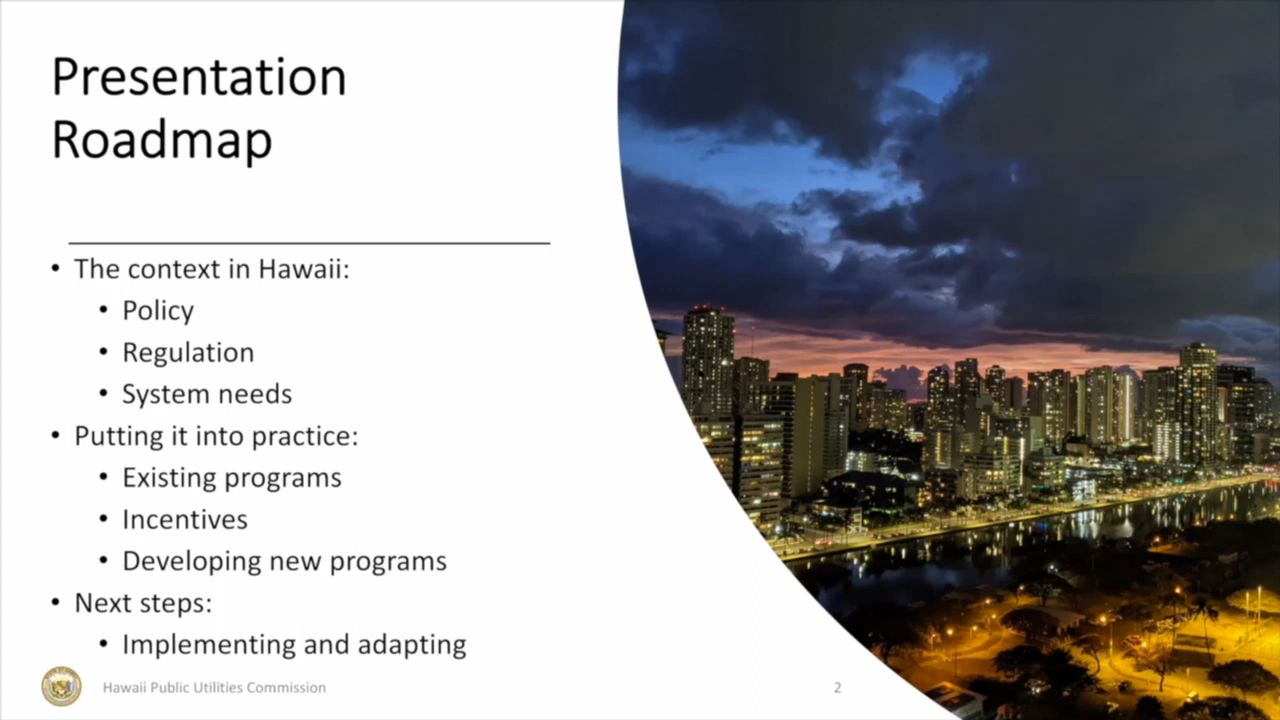 Presentation
Roadmap
• The context in Hawaii:
• Policy
• Regulation
• System needs
• Putting it into practice:
• Existing programs
• Incentives
• Developing new programs
• Next steps:
• Implementing and adapting
Hawaii Public Utilities Commission
2